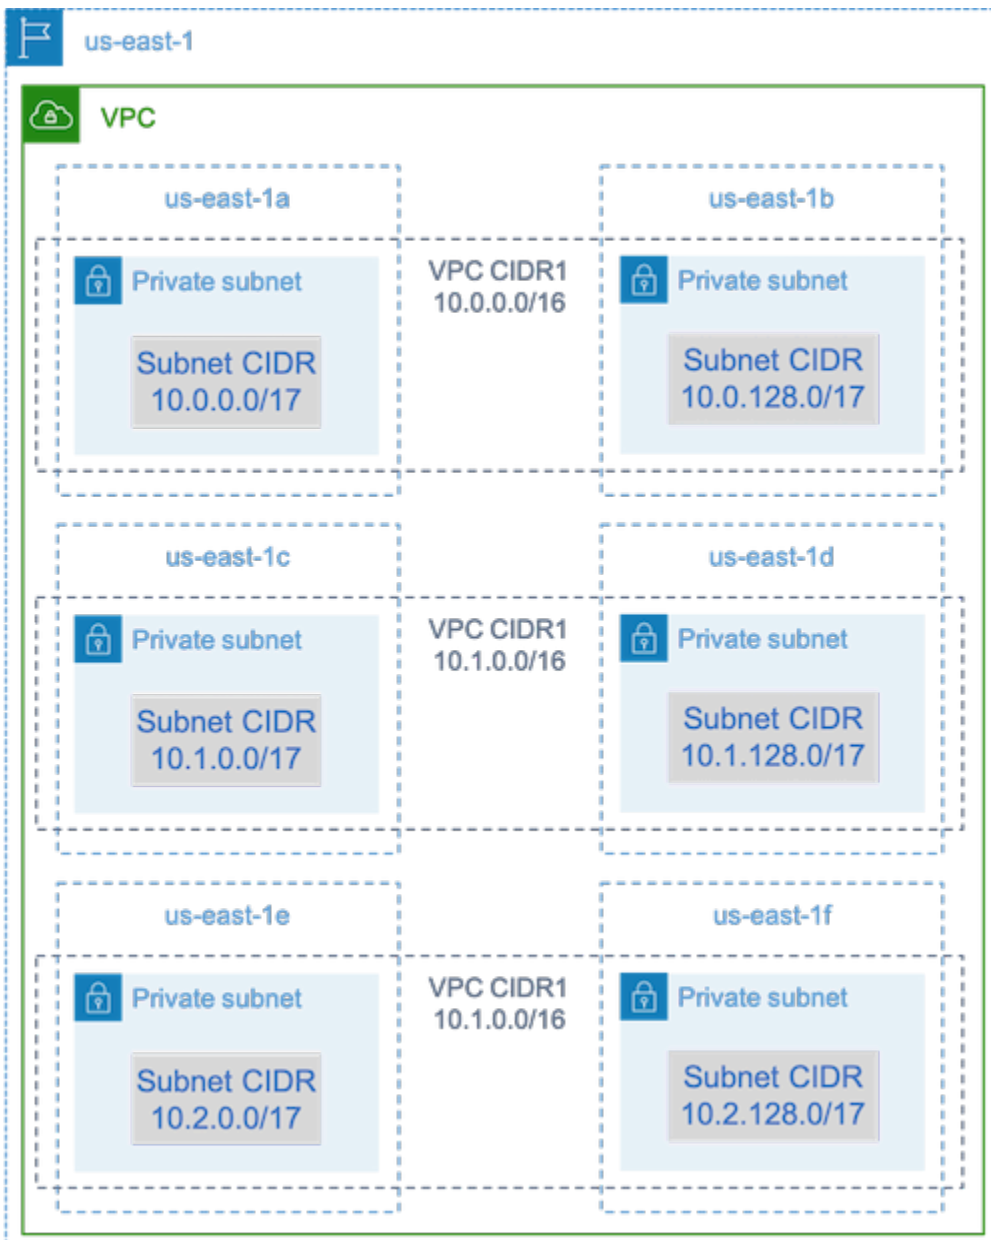 us-east-1
VPC
us-east-1a
us-east-1b
Private subnet
VPC CIDR1
10.0.0.0/16
Private subnet
Subnet CIDR
10.0.0.0/17
Subnet CIDR
10.0.128.0/17
us-east-1c
us-east-1d
Private subnet
VPC CIDR1
10.1.0.0/16
Private subnet
Subnet CIDR
10.1.0.0/17
Subnet CIDR
10.1.128.0/17
us-east-1e
us-east-1f
Private subnet
VPC CIDR1
10.1.0.0/16
Private subnet
Subnet CIDR
10.2.0.0/17
Subnet CIDR
10.2.128.0/17